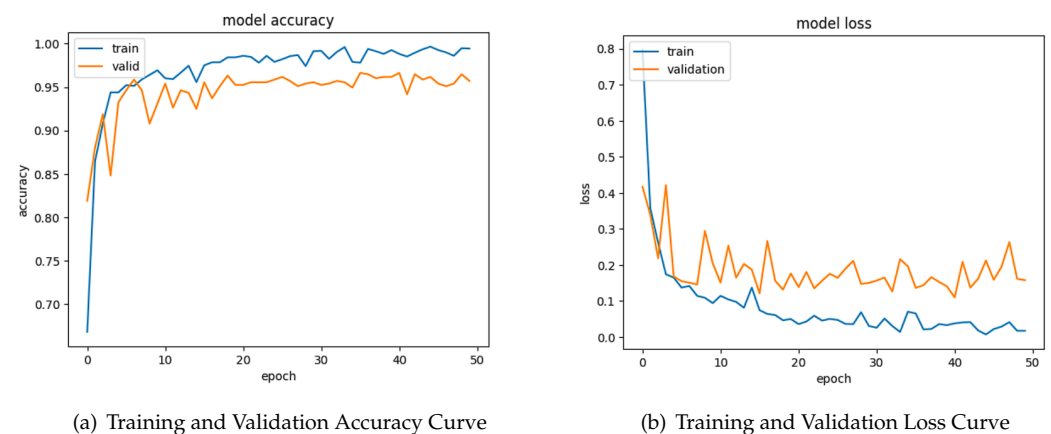 model accuracy
train
valid
1.00
0.95
0.90
0.85
0.80
0.75
0.70
accuracy
0 10 20 30 40 50
epoch
(a) Training and Validation Accuracy Curve
model loss
train
validation
0.8
0.7
0.6
0.5
0.4
0.3
0.2
0.1
0.0
loss
0 10 20 30 40 50
epoch
(b) Training and Validation Loss Curve